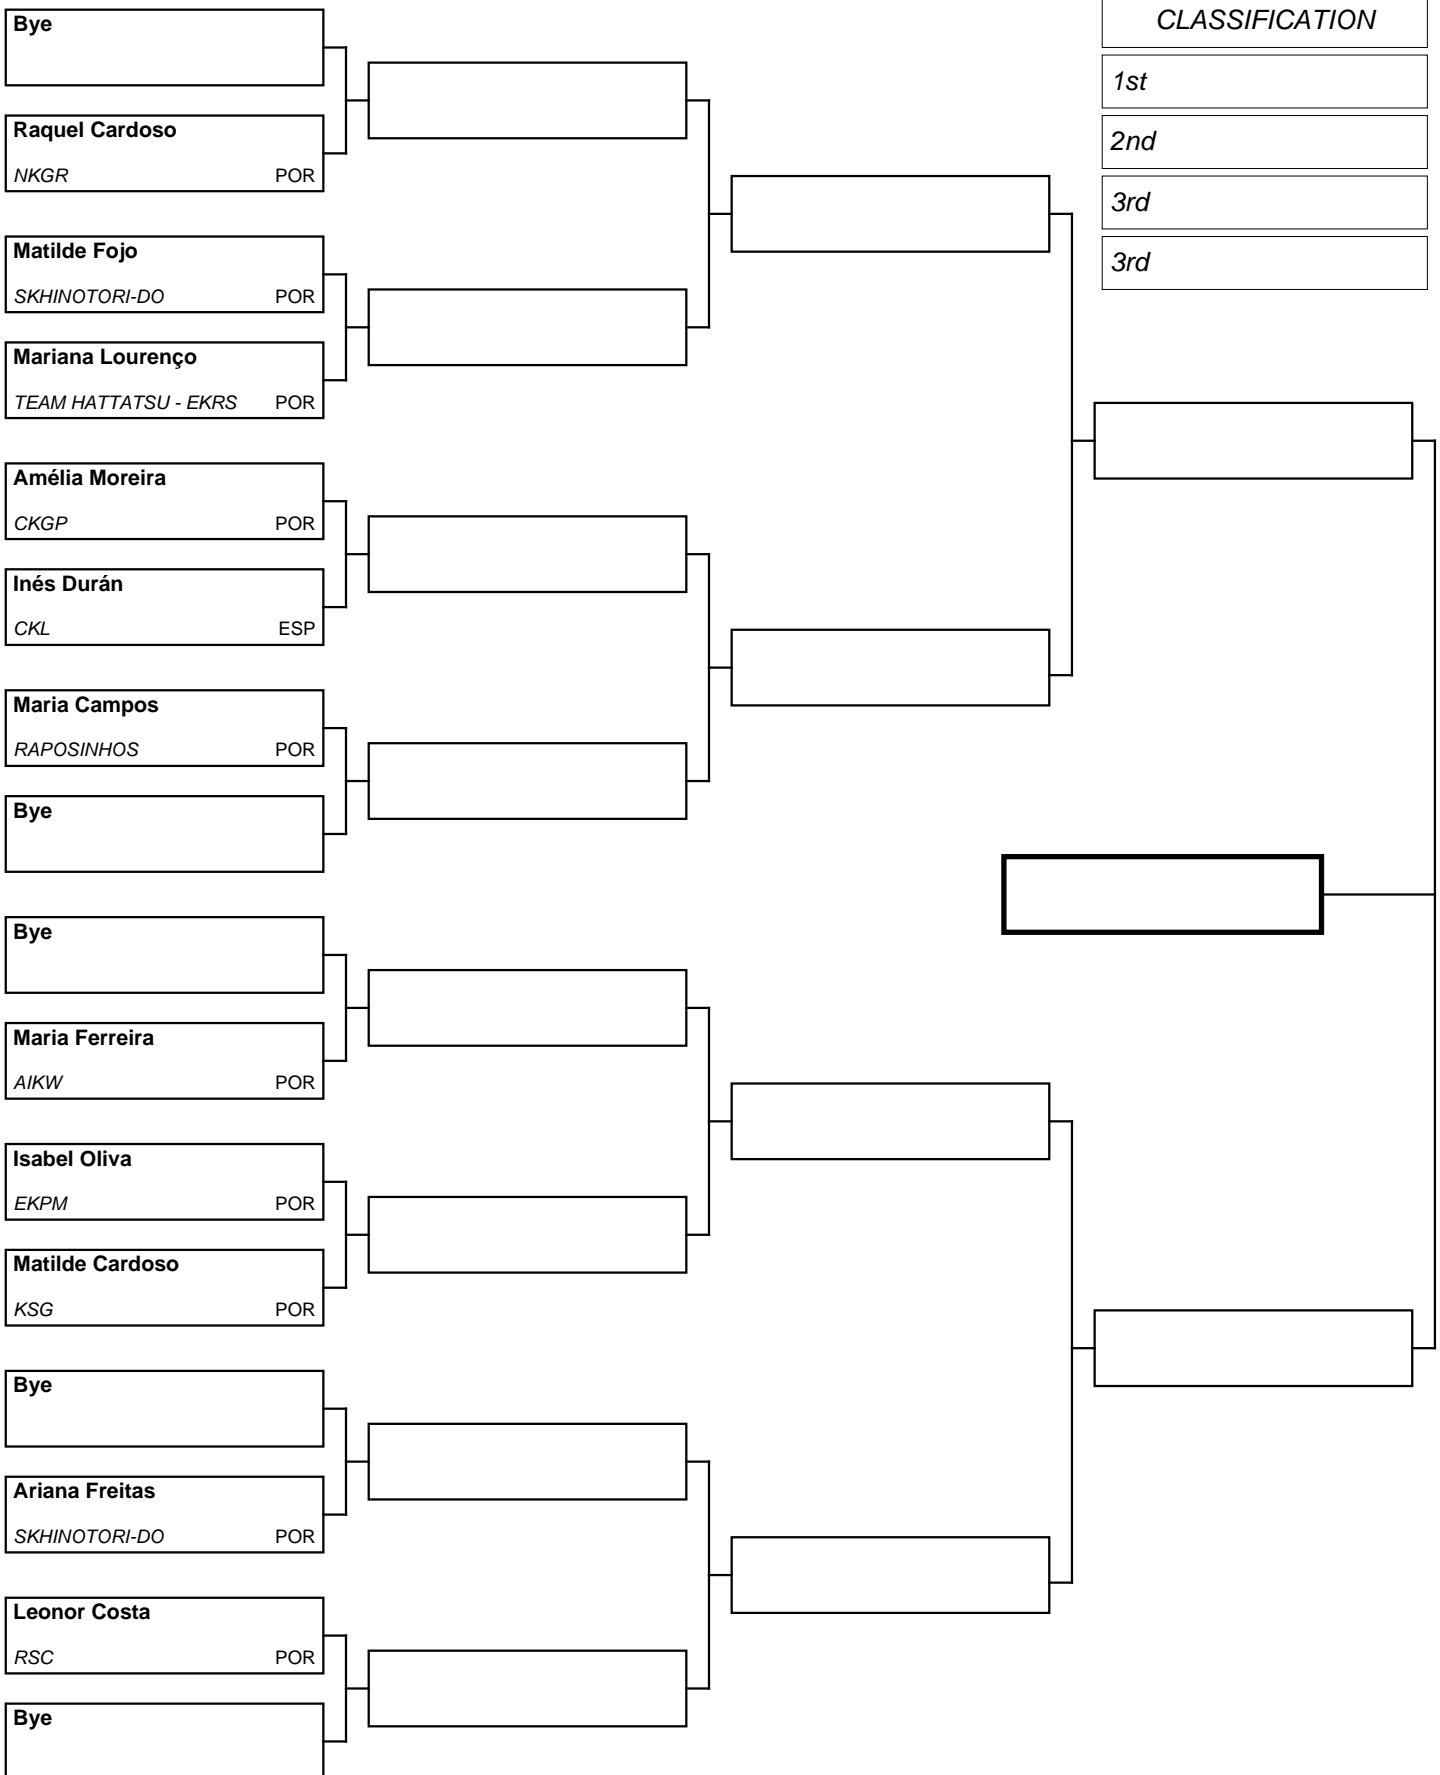 Bye
Raquel Cardoso
NKGR POR
Matilde Fojo
SKHINOTORI-DO POR
Mariana Lourenço
TEAM HATTATSU - EKRS POR
Amélia Moreira
CKGP POR
Inés Durán
CKL ESP
Maria Campos
RAPOSINHOS POR
Bye
Bye
Maria Ferreira
AIKW POR
Isabel Oliva
EKPM POR
Matilde Cardoso
KSG POR
Bye
Ariana Freitas
SKHINOTORI-DO POR
Leonor Costa
RSC POR
Bye
CLASSIFICATION
1st
2nd
3rd
3rd